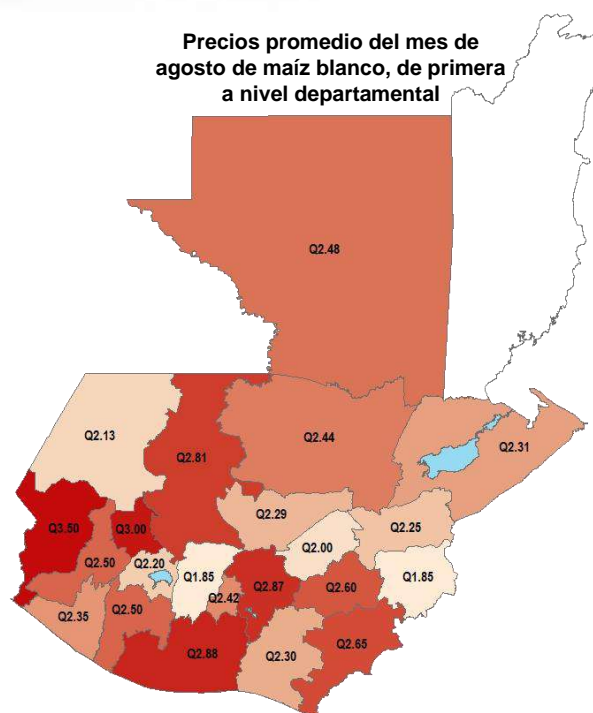 Precios promedio del mes de
agosto de maíz blanco, de primera
a nivel departamental
Q2.48
Q2.13
Q2.81
Q2.44
Q2.31
Q3.50
Q3.00
Q2.29
Q2.25
Q2.00
Q2.50
Q2.20
Q1.85
Q2.87
Q2.60
Q1.85
Q2.42
Q2.35
Q2.50
Q2.88
Q2.30
Q2.65